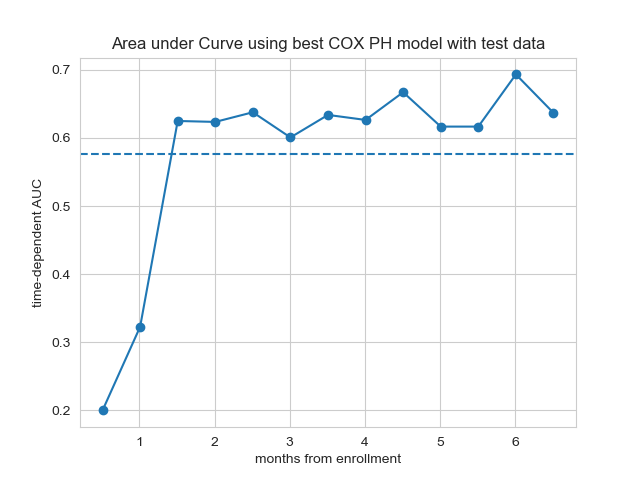 Area under Curve using best COX PH model with test data
time-dependent AUC
0.7
0.6
0.5
0.4
0.3
0.2
1 2 3 4 5 6
months from enrollment